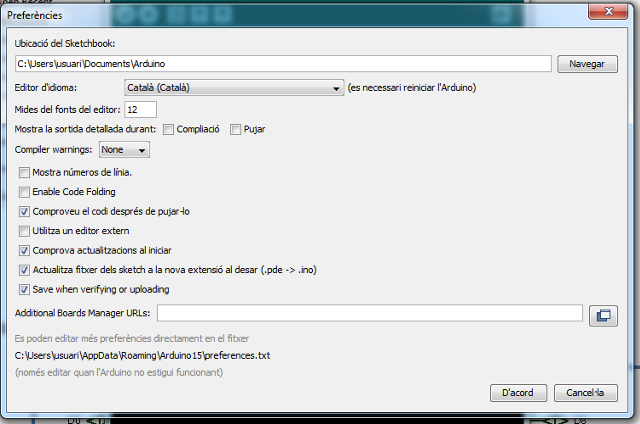 Preferències
Ubicació del Sketchbook:
C:\Users\usuari\Documents\Arduino
Navegar
Editor d'idioma: Català (Català) (es necessari reiniciar l'Arduino)
Mides del fonts del editor: 12
Mostra la sortida detallada durant: Compliació Pujar
Compiler warnings: None
Mostra números de línia.
Enable Code Folding
Comproveu el codi després de pujar-lo
Utilitza un editor extern
Comprova actualitzacions al iniciar
Actualitza fitxer dels sketch a la nova extensió al desar (.pde -> .ino)
Save when verifying or uploading
Additional Boards Manager URLs:
Es poden editar més preferències directament en el fitxer
C:\Users\usuari\AppData\Roaming\Arduino15\preferences.txt
(només editar quan l'Arduino no estigui funcionant)
D'acord Cancel·la